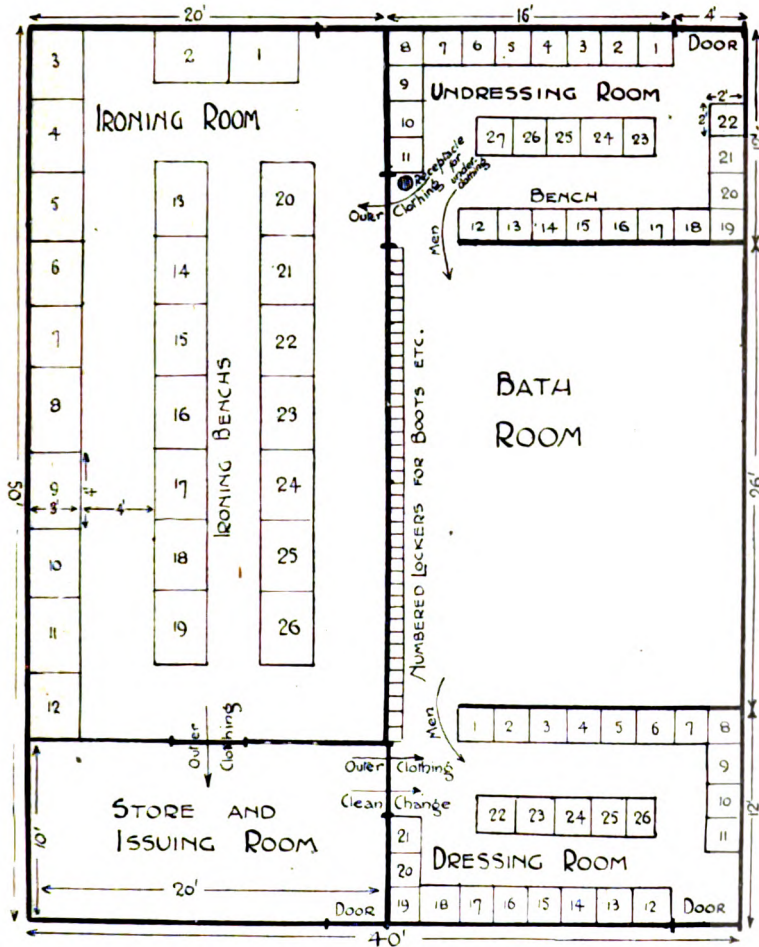 20'
16'
4'
3
2
1
8 7 6 5 4 3 2 1
DOOR
9
UNDRESSING ROOM
2'
4
IRONING ROOM
10
27 26 25 24 23
2'
22
12'
11
21
Receptacle for
underclothing
5
13
20
Outer Clothing
BENCH
20
Men
12 13 14 15 16 17 18 19
6
14
21
7
15
22
8
16
23
IRONING BENCHS
NUMBERED LOCKERS FOR BOOTS ETC.
BATH
ROOM
50'
26'
9
3'
4'
4'
17
24
10
18
25
11
19
26
12
Men
1 2 3 4 5 6 7 8
Outer Clothing
Outer Clothing
9
Clean Change
10
22 23 24 25 26
11
12'
STORE AND
ISSUING ROOM
10'
21
20
DRESSING ROOM
20'
19 18 17 16 15 14 13 12
DOOR
DOOR
40'